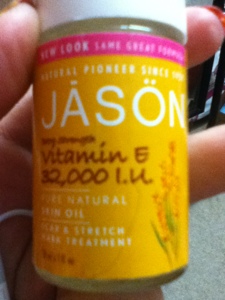 NEW LOOK SAME GREAT FORMULA
NATURAL PIONEER SINCE
JĀSÖN
vitamin E
32,000 I.U.
PURE NATURAL
SKIN OIL
SCAR & STRETCH
MARK TREATMENT